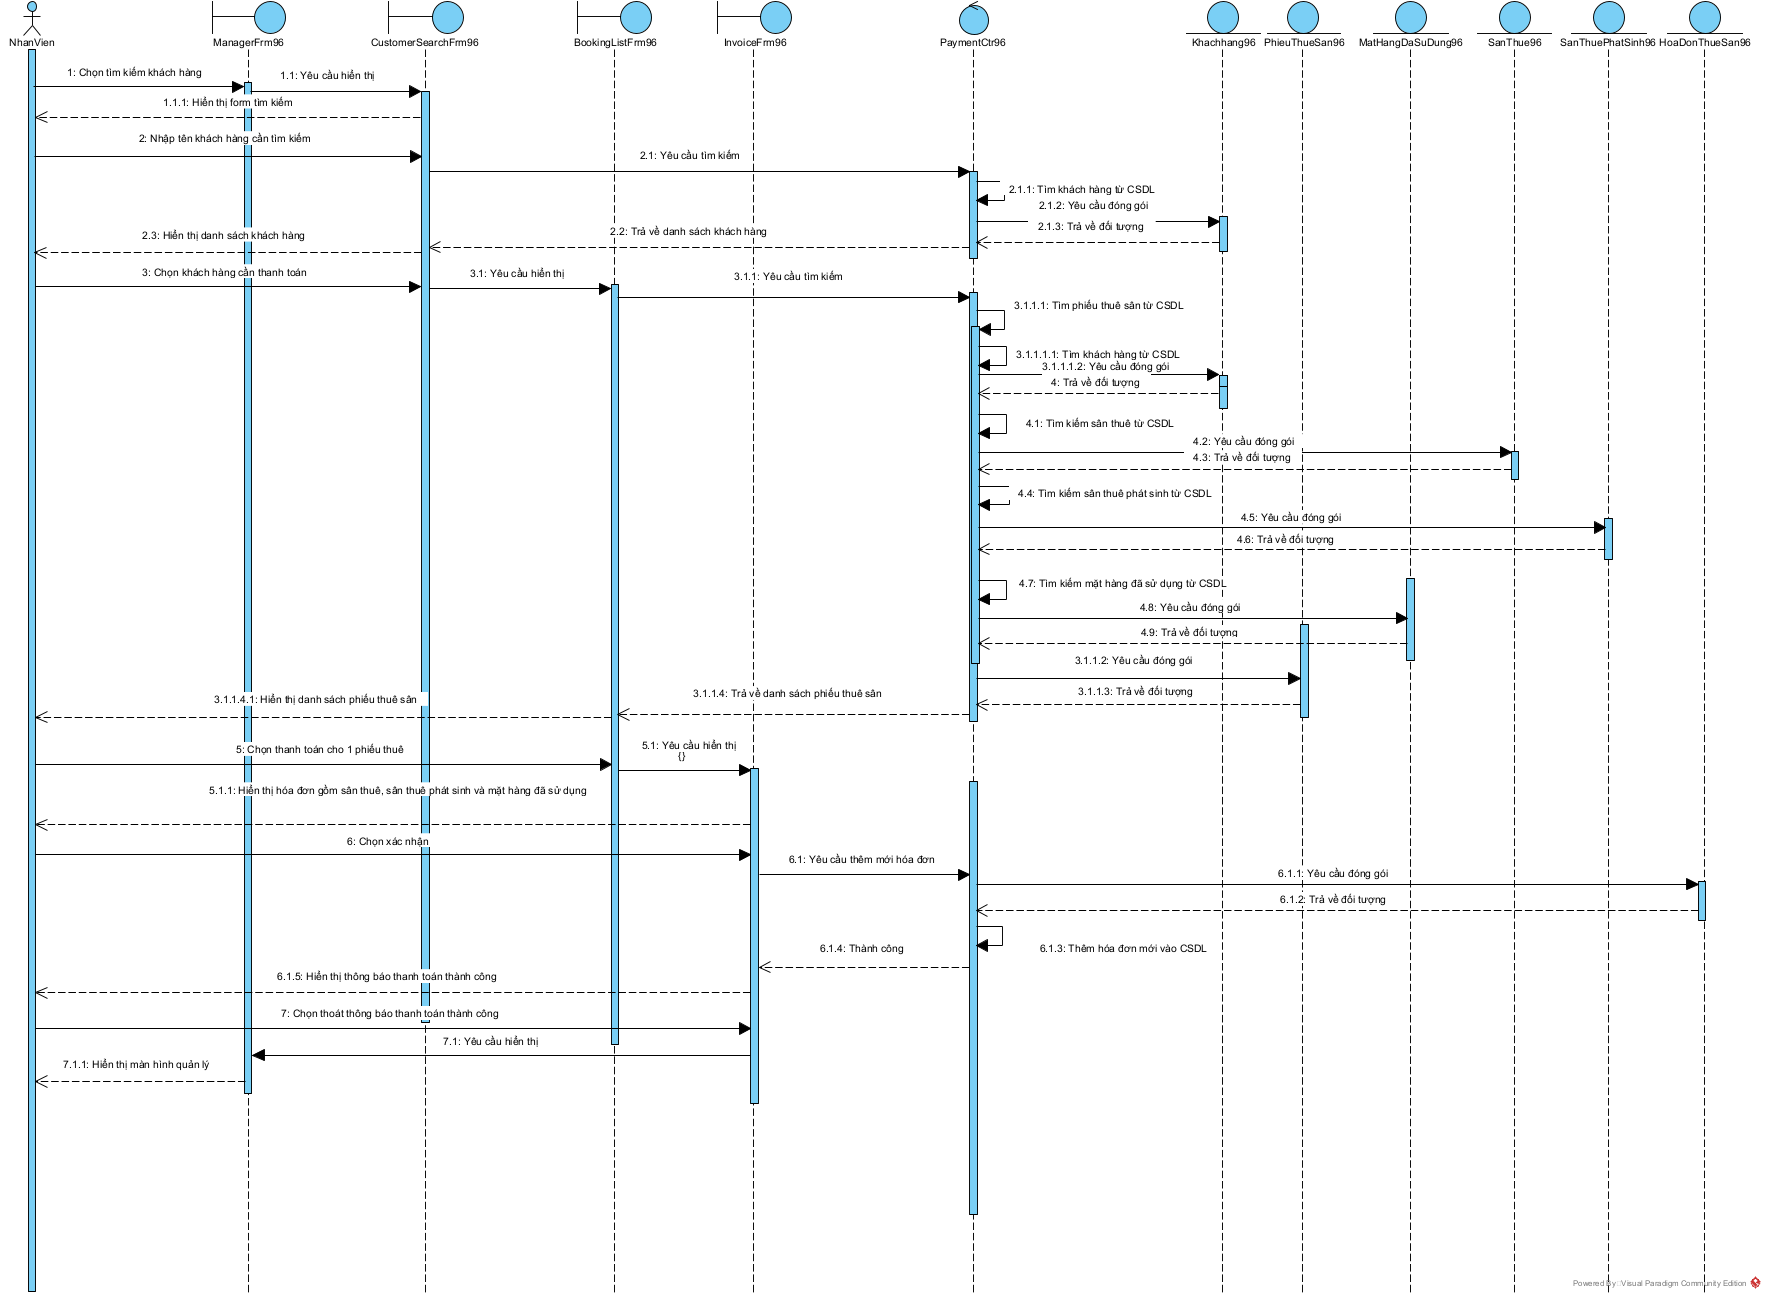 NhanVien
ManagerFrm96
CustomerSearchFrm96
BookingListFrm96
InvoiceFrm96
PaymentCtr96
Khachhang96
PhieuThueSan96
MatHangDaSuDung96
SanThue96
SanThuePhatSinh96
HoaDonThueSan96
1: Chọn tìm kiếm khách hàng
1.1: Yêu cầu hiển thị
1.1.1: Hiển thị form tìm kiếm
2: Nhập tên khách hàng cần tìm kiếm
2.1: Yêu cầu tìm kiếm
2.1.1: Tìm khách hàng từ CSDL
2.1.2: Yêu cầu đóng gói
2.1.3: Trả về đối tượng
2.2: Trả về danh sách khách hàng
2.3: Hiển thị danh sách khách hàng
3: Chọn khách hàng cần thanh toán
3.1: Yêu cầu hiển thị
3.1.1: Yêu cầu tìm kiếm
3.1.1.1: Tìm phiếu thuê sân từ CSDL
3.1.1.1.1: Tìm khách hàng từ CSDL
3.1.1.1.2: Yêu cầu đóng gói
4: Trả về đối tượng
4.1: Tìm kiếm sân thuê từ CSDL
4.2: Yêu cầu đóng gói
4.3: Trả về đối tượng
4.4: Tìm kiếm sân thuê phát sinh từ CSDL
4.5: Yêu cầu đóng gói
4.6: Trả về đối tượng
4.7: Tìm kiếm mặt hàng đã sử dụng từ CSDL
4.8: Yêu cầu đóng gói
4.9: Trả về đối tượng
3.1.1.2: Yêu cầu đóng gói
3.1.1.3: Trả về đối tượng
3.1.1.4: Trả về danh sách phiếu thuê sân
3.1.1.4.1: Hiển thị danh sách phiếu thuê sân
5: Chọn thanh toán cho 1 phiếu thuê
5.1: Yêu cầu hiển thị
{}
5.1.1: Hiển thị hóa đơn gồm sân thuê, sân thuê phát sinh và mặt hàng đã sử dụng
6: Chọn xác nhận
6.1: Yêu cầu thêm mới hóa đơn
6.1.1: Yêu cầu đóng gói
6.1.2: Trả về đối tượng
6.1.3: Thêm hóa đơn mới vào CSDL
6.1.4: Thành công
6.1.5: Hiển thị thông báo thanh toán thành công
7: Chọn thoát thông báo thanh toán thành công
7.1: Yêu cầu hiển thị
7.1.1: Hiển thị màn hình quản lý
Powered By Visual Paradigm Community Edition